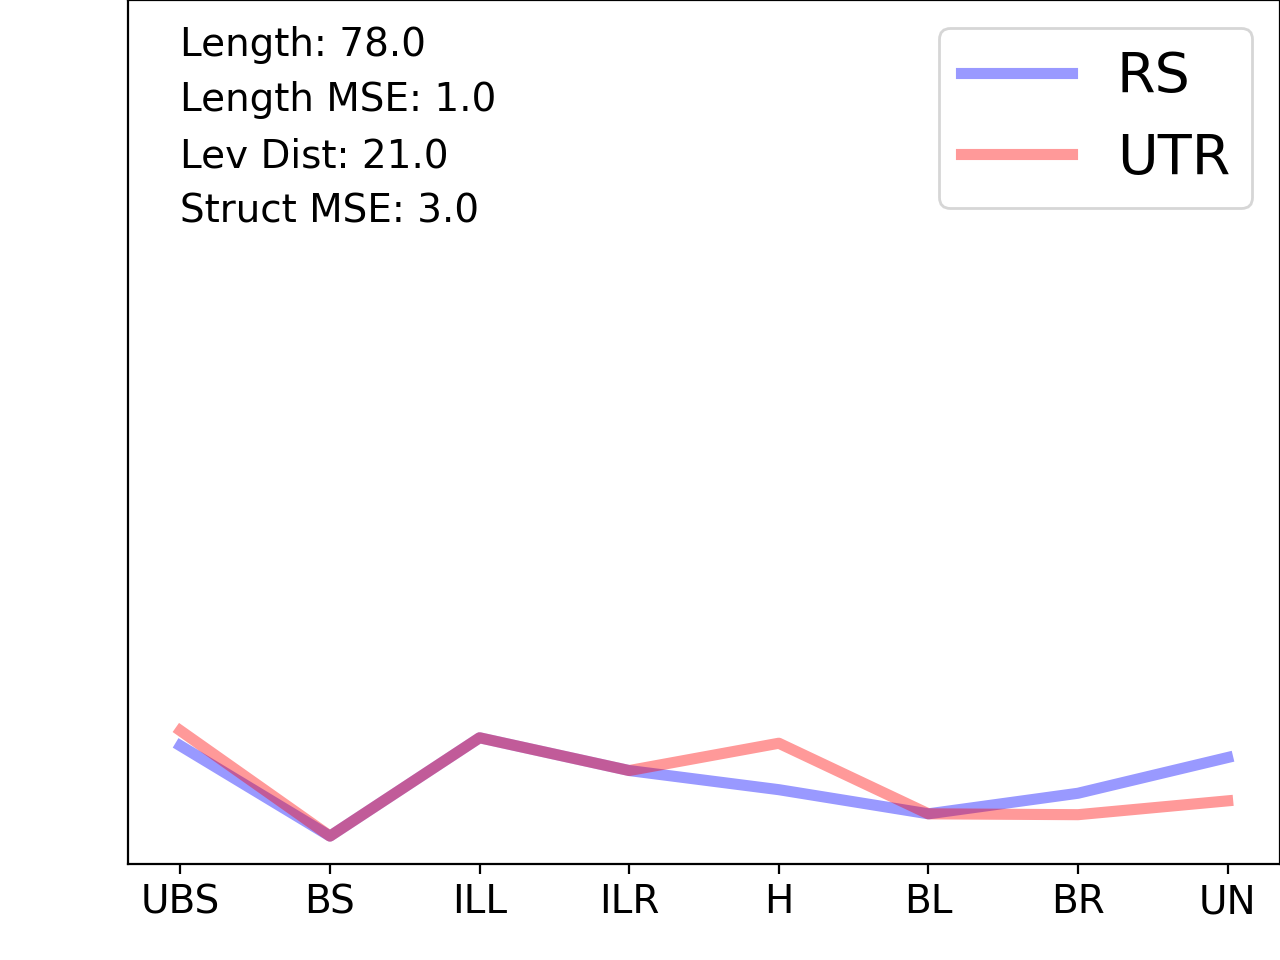 Length: 78.0
Length MSE: 1.0
Lev Dist: 21.0
Struct MSE: 3.0
RS
UTR
UBS BS ILL ILR H BL BR UN